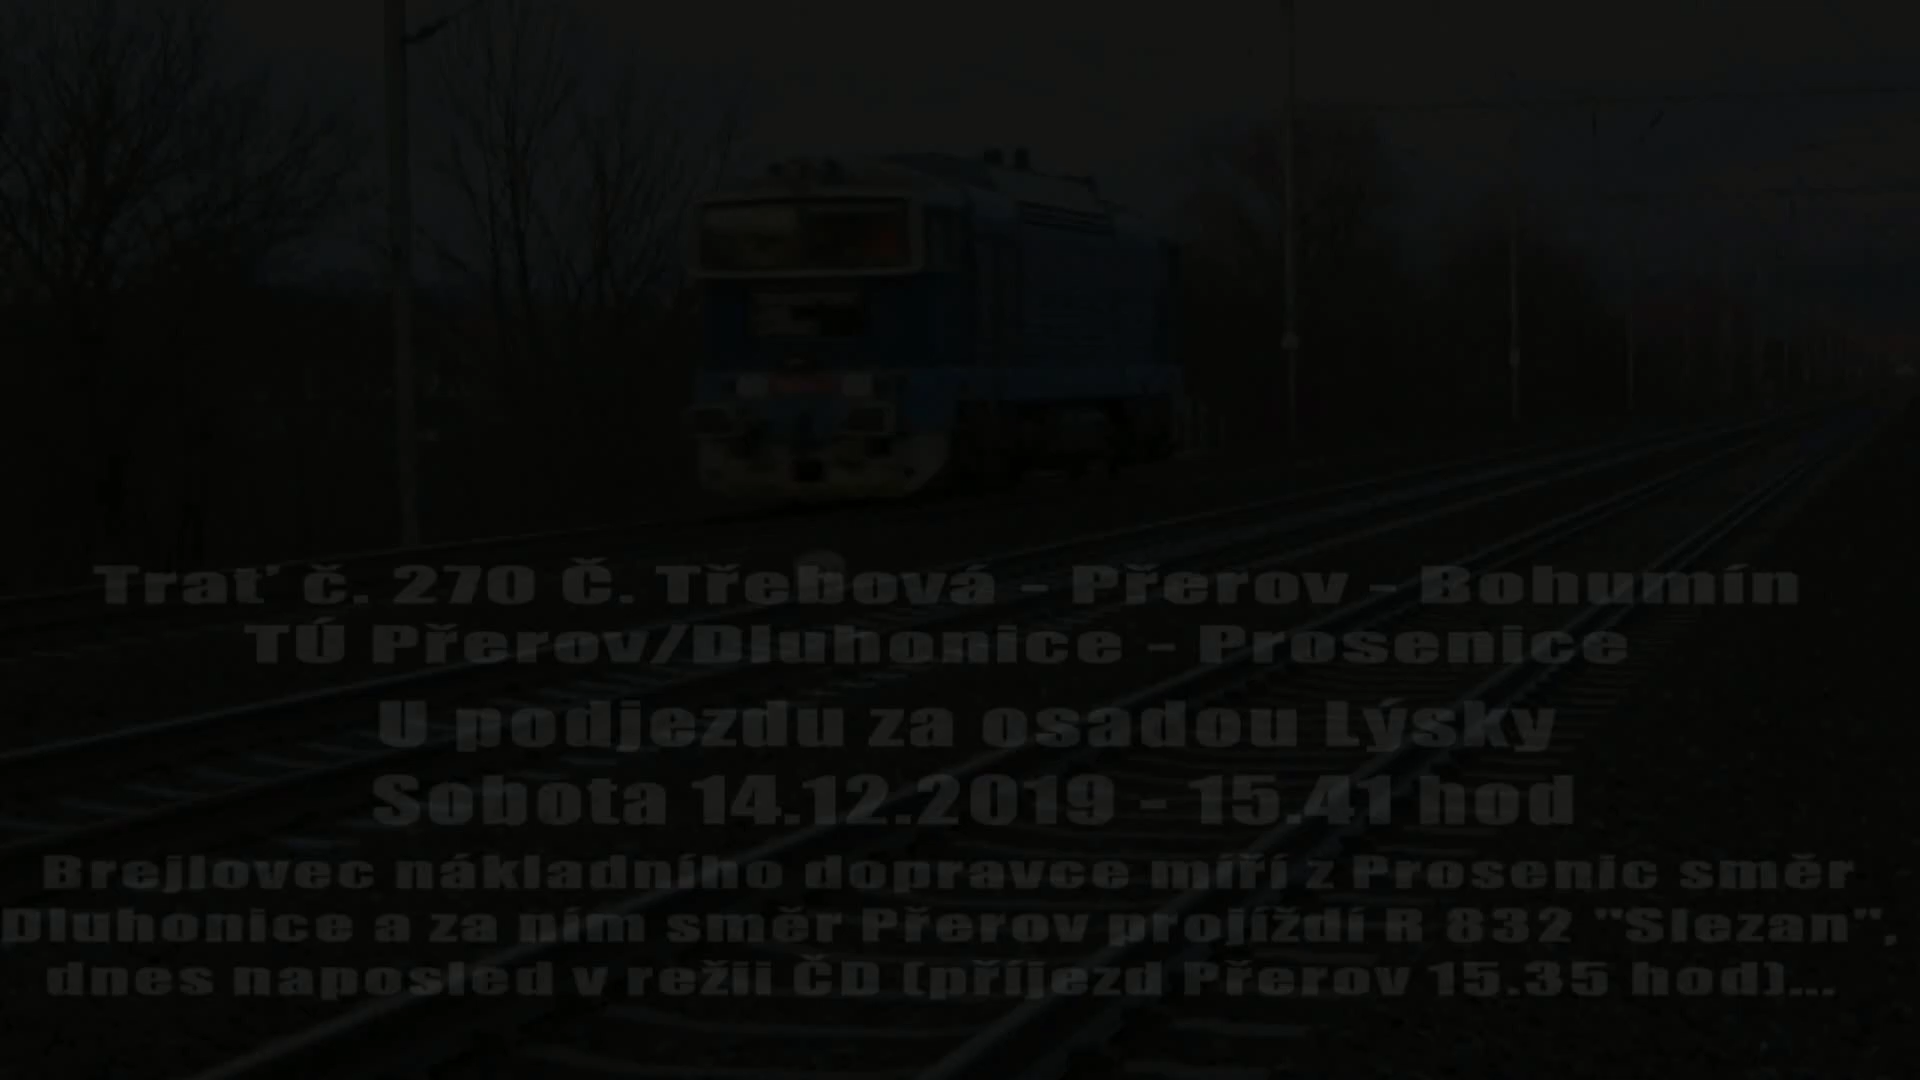 Trať č. 270 Č. Třebová - Přerov - Bohumín
TÚ Přerov/Dluhonice - Prosenice
U podjezdu za osadou Lýsky
Sobota 14.12.2019 - 15.41 hod
Brejlovec nákladního dopravce míří z Prosenic směr
Dluhonice a za ním směr Přerov projíždí R 832 "Slezan",
dnes naposled v režii ČD (příjezd Přerov 15.35 hod)...